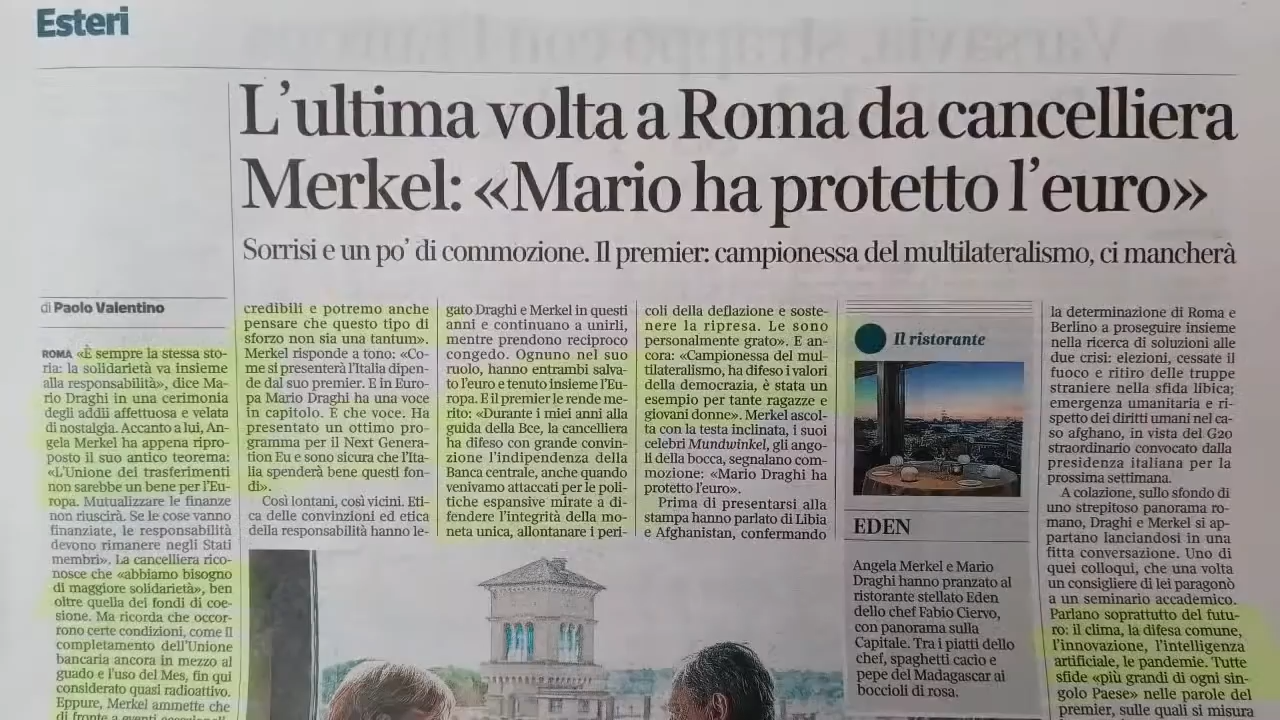 Esteri
L'ultima volta a Roma da cancelliera
Merkel: «Mario ha protetto l'euro»
Sorrisi e un po' di commozione. Il premier: campionessa del multilateralismo, ci mancherà
di Paolo Valentino
ROMA «È sempre la stessa sto-
ria: la solidarietà va insieme
alla responsabilità», dice Ma-
rio Draghi in una cerimonia
degli addii affettuosa e velata
di nostalgia. Accanto a lui, An-
gela Merkel ha appena ripro-
posto il suo antico teorema:
«L'Unione dei trasferimenti
non sarebbe un bene per l'Eu-
ropa. Mutualizzare le finanze
non riuscirà. Se le cose vanno
finanziate, le responsabilità
devono rimanere negli Stati
membri». La cancelliera rico-
nosce che «abbiamo bisogno
di maggiore solidarietà», ben
oltre quella dei fondi di coe-
sione. Ma ricorda che occor-
rono certe condizioni, come il
completamento dell'Unione
bancaria ancora in mezzo al
guado e l'uso del Mes, fin qui
considerato quasi radioattivo.
Eppure, Merkel ammette che
di fronte a eventi
credibili e potremo anche
pensare che questo tipo di
sforzo non sia una tantum».
Merkel risponde a tono: «Co-
me si presenterà l'Italia dipen-
de dal suo premier. E in Euro-
pa Mario Draghi ha una voce
in capitolo. E che voce. Ha
presentato un ottimo pro-
gramma per il Next Genera-
tion Eu e sono sicura che l'Ita-
lia spenderà bene questi fon-
di».
Così lontani, così vicini. Eti-
ca delle convinzioni ed etica
della responsabilità hanno le-
gato Draghi e Merkel in questi
anni e continuano a unirli,
mentre prendono reciproco
congedo. Ognuno nel suo
ruolo, hanno entrambi salva-
to l'euro e tenuto insieme l'Eu-
ropa. E il premier le rende me-
rito: «Durante i miei anni alla
guida della Bce, la cancelliera
ha difeso con grande convin-
zione l'indipendenza della
Banca centrale, anche quando
venivamo attaccati per le poli-
tiche espansive mirate a di-
fendere l'integrità della mo-
neta unica, allontanare i peri-
coli della deflazione e soste-
nere la ripresa. Le sono
personalmente grato». E an-
cora: «Campionessa del mul-
tilateralismo, ha difeso i valori
della democrazia, è stata un
esempio per tante ragazze e
giovani donne». Merkel ascol-
ta con la testa inclinata, i suoi
celebri Mundwinkel, gli ango-
li della bocca, segnalano com-
mozione: «Mario Draghi ha
protetto l'euro».
Prima di presentarsi alla
stampa hanno parlato di Libia
e Afghanistan, confermando
Il ristorante
EDEN
Angela Merkel e Mario
Draghi hanno pranzato al
ristorante stellato Eden
dello chef Fabio Ciervo,
con panorama sulla
Capitale. Tra i piatti dello
chef, spaghetti cacio e
pepe del Madagascar ai
boccioli di rosa.
la determinazione di Roma e
Berlino a proseguire insieme
nella ricerca di soluzioni alle
due crisi: elezioni, cessate il
fuoco e ritiro delle truppe
straniere nella sfida libica;
emergenza umanitaria e ri-
spetto dei diritti umani nel ca-
so afghano, in vista del G20
straordinario convocato dalla
presidenza italiana per la
prossima settimana.
A colazione, sullo sfondo di
uno strepitoso panorama ro-
mano, Draghi e Merkel si ap-
partano lanciandosi in una
fitta conversazione. Uno di
quei colloqui, che una volta
un consigliere di lei paragonò
a un seminario accademico.
Parlano soprattutto del futu-
ro: il clima, la difesa comune,
l'innovazione, l'intelligenza
artificiale, le pandemie. Tutte
sfide «più grandi di ogni sin-
golo Paese» nelle parole del
premier, sulle quali si misura